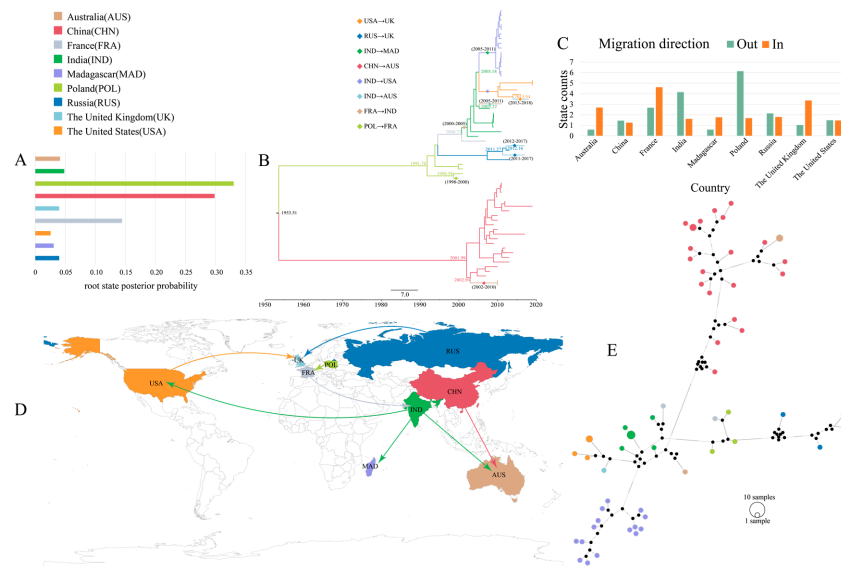 Australia(AUS)
China(CHN)
France(FRA)
India(IND)
Madagascar(MAD)
Poland(POL)
Russia(RUS)
The United Kingdom(UK)
The United States(USA)
A
0
0.05
0.10
0.15
0.20
0.25
0.30
0.35
root state posterior probability
B
USA→UK
RUS→UK
IND→MAD
CHN→AUS
IND→USA
IND→AUS
FRA→IND
POL→FRA
(2005-2011)
(2013-2018)
(2005-2011)
(2000-2005)
(2012-2017)
(2011-2017)
(1998-2000)
1953.51
(2002-2010)
7.0
1950
1960
1970
1980
1990
2000
2010
2020
C
Migration direction
Out
In
State counts
7
6
5
4
3
2
1
0
Australia
China
France
India
Madagascar
Poland
Russia
The United Kingdom
The United States
Country
D
USA
UK
FRA
POL
RUS
CHN
IND
MAD
AUS
E
10 samples
1 sample